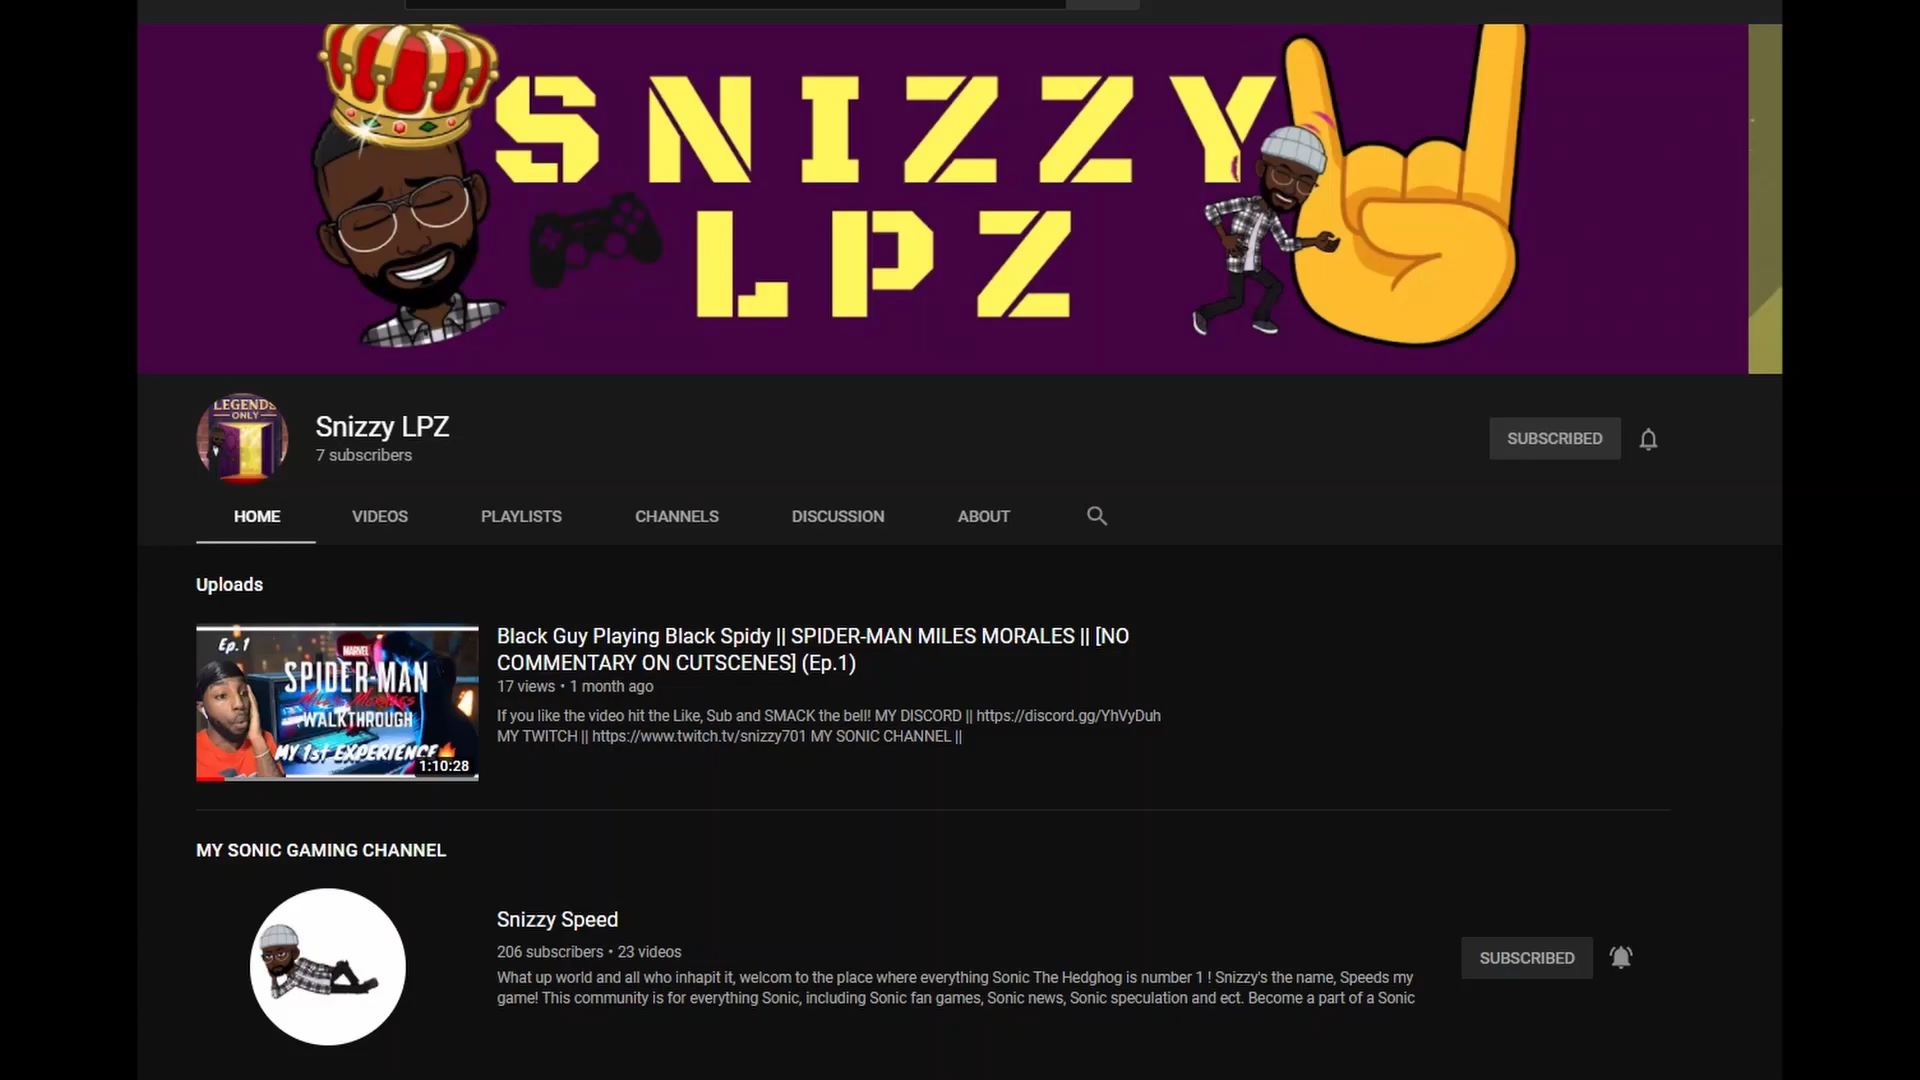 SNIZZY
LPZ
LEGENDS
ONLY
Snizzy LPZ
7 subscribers
SUBSCRIBED
HOME VIDEOS PLAYLISTS CHANNELS DISCUSSION ABOUT
Uploads
Ep. 1
MARVEL
SPIDER-MAN
Miles Morales
WALKTHROUGH
MY 1st EXPERIENCE
1:10:28
Black Guy Playing Black Spidy || SPIDER-MAN MILES MORALES || [NO
COMMENTARY ON CUTSCENES] (Ep.1)
17 views • 1 month ago
If you like the video hit the Like, Sub and SMACK the bell! MY DISCORD || https://discord.gg/YhVyDuh
MY TWITCH || https://www.twitch.tv/snizzy701 MY SONIC CHANNEL ||
MY SONIC GAMING CHANNEL
Snizzy Speed
206 subscribers • 23 videos
What up world and all who inhapit it, welcom to the place where everything Sonic The Hedghog is number 1 ! Snizzy's the name, Speeds my
game! This community is for everything Sonic, including Sonic fan games, Sonic news, Sonic speculation and ect. Become a part of a Sonic
SUBSCRIBED